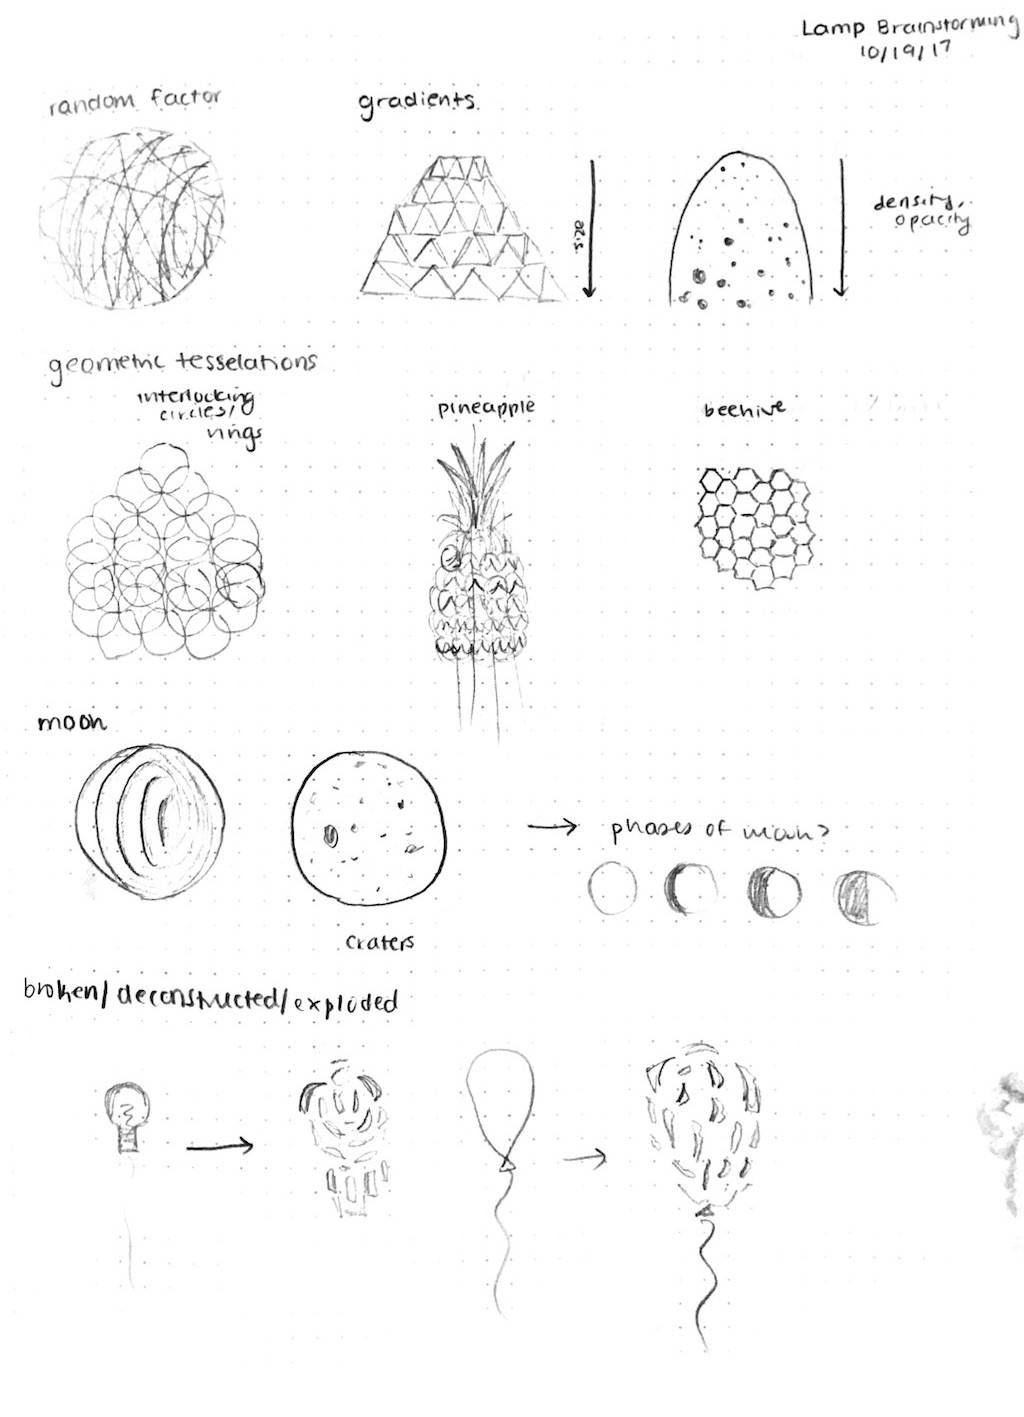 Lamp Brainstorming
10/19/17
random factor
gradients
size
density,
opacity
geometric tesselations
interlocking
circles/
rings
pineapple
beehive
moon
phases of moon?
craters
broken/deconstructed/exploded